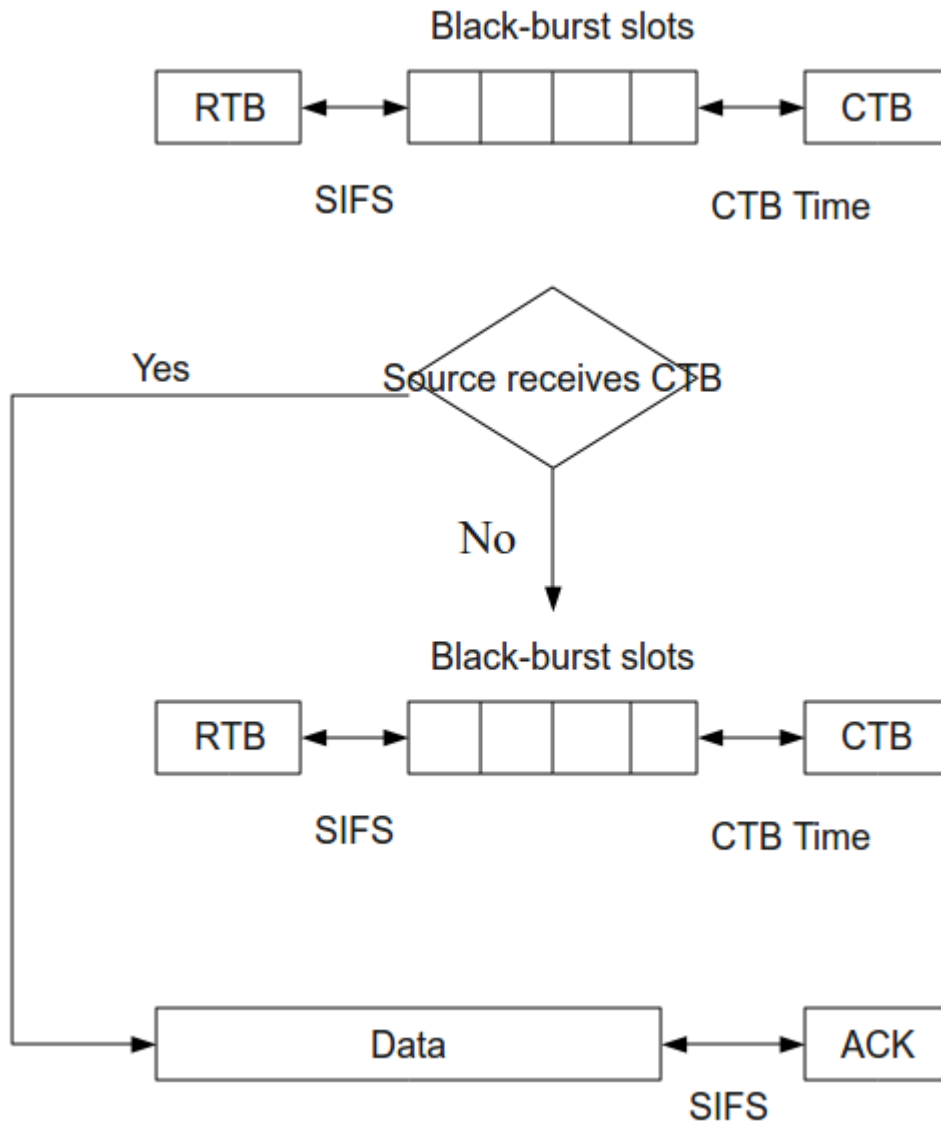 Black-burst slots
RTB
CTB
SIFS
CTB Time
Yes
Source receives CTB
No
Black-burst slots
RTB
CTB
SIFS
CTB Time
Data
ACK
SIFS